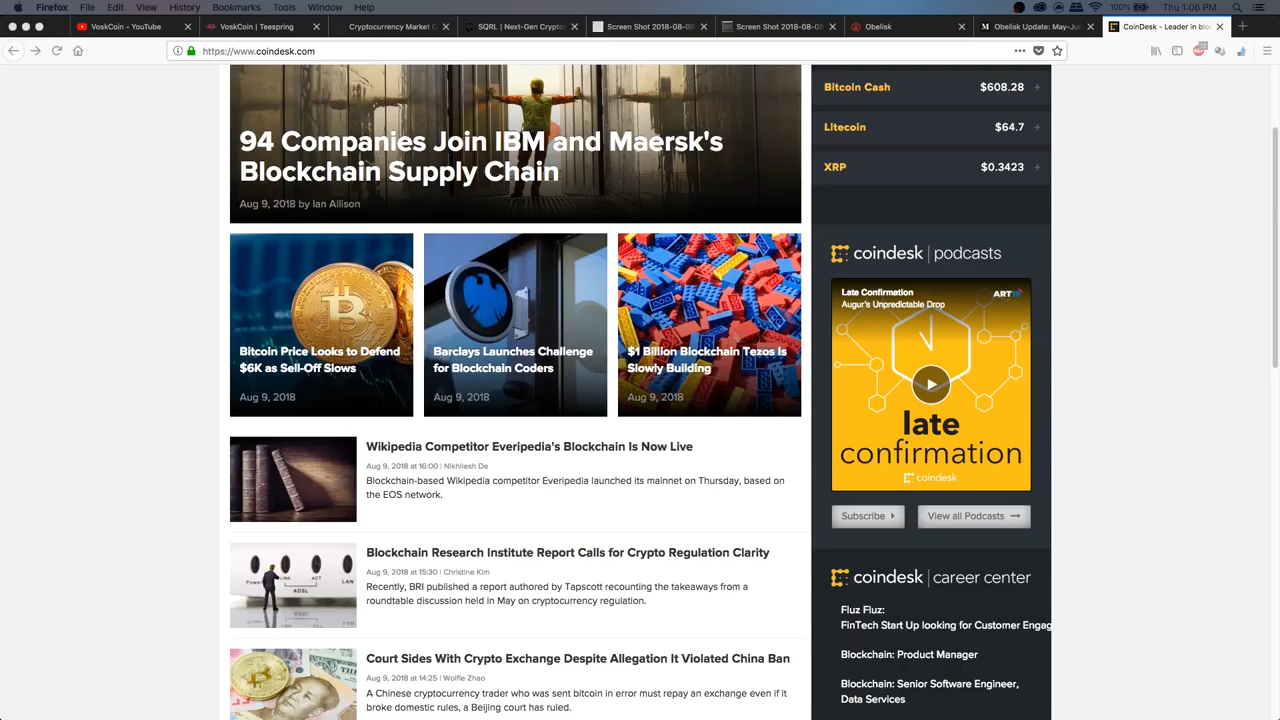 Firefox File Edit View History Bookmarks Tools Window Help
100% Thu 1:06 PM
VoskCoin - YouTube
VoskCoin | Teespring
Cryptocurrency Market C
SQRL | Next-Gen Crypto
Screen Shot 2018-08-08
Screen Shot 2018-08-08
Obelisk
Obelisk Update: May-Jun
CoinDesk - Leader in blo
https://www.coindesk.com
94 Companies Join IBM and Maersk's
Blockchain Supply Chain
Aug 9, 2018 by Ian Allison
Bitcoin Price Looks to Defend
$6K as Sell-Off Slows
Aug 9, 2018
Barclays Launches Challenge
for Blockchain Coders
Aug 9, 2018
$1 Billion Blockchain Tezos Is
Slowly Building
Aug 9, 2018
Wikipedia Competitor Everipedia's Blockchain Is Now Live
Aug 9, 2018 at 16:00 | Nikhilesh De
Blockchain-based Wikipedia competitor Everipedia launched its mainnet on Thursday, based on
the EOS network.
Power LINK ACT LAN
ADSL
Blockchain Research Institute Report Calls for Crypto Regulation Clarity
Aug 9, 2018 at 15:30 | Christine Kim
Recently, BRI published a report authored by Tapscott recounting the takeaways from a
roundtable discussion held in May on cryptocurrency regulation.
Court Sides With Crypto Exchange Despite Allegation It Violated China Ban
Aug 9, 2018 at 14:25 | Wolfie Zhao
A Chinese cryptocurrency trader who was sent bitcoin in error must repay an exchange even if it
broke domestic rules, a Beijing court has ruled.
Bitcoin Cash $608.28 +
Litecoin $64.7 +
XRP $0.3423 +
coindesk | podcasts
Late Confirmation
Augur's Unpredictable Drop
ART19
late
confirmation
coindesk
Subscribe
View all Podcasts
coindesk | career center
Fluz Fluz:
FinTech Start Up looking for Customer Engag
Blockchain: Product Manager
Blockchain: Senior Software Engineer,
Data Services